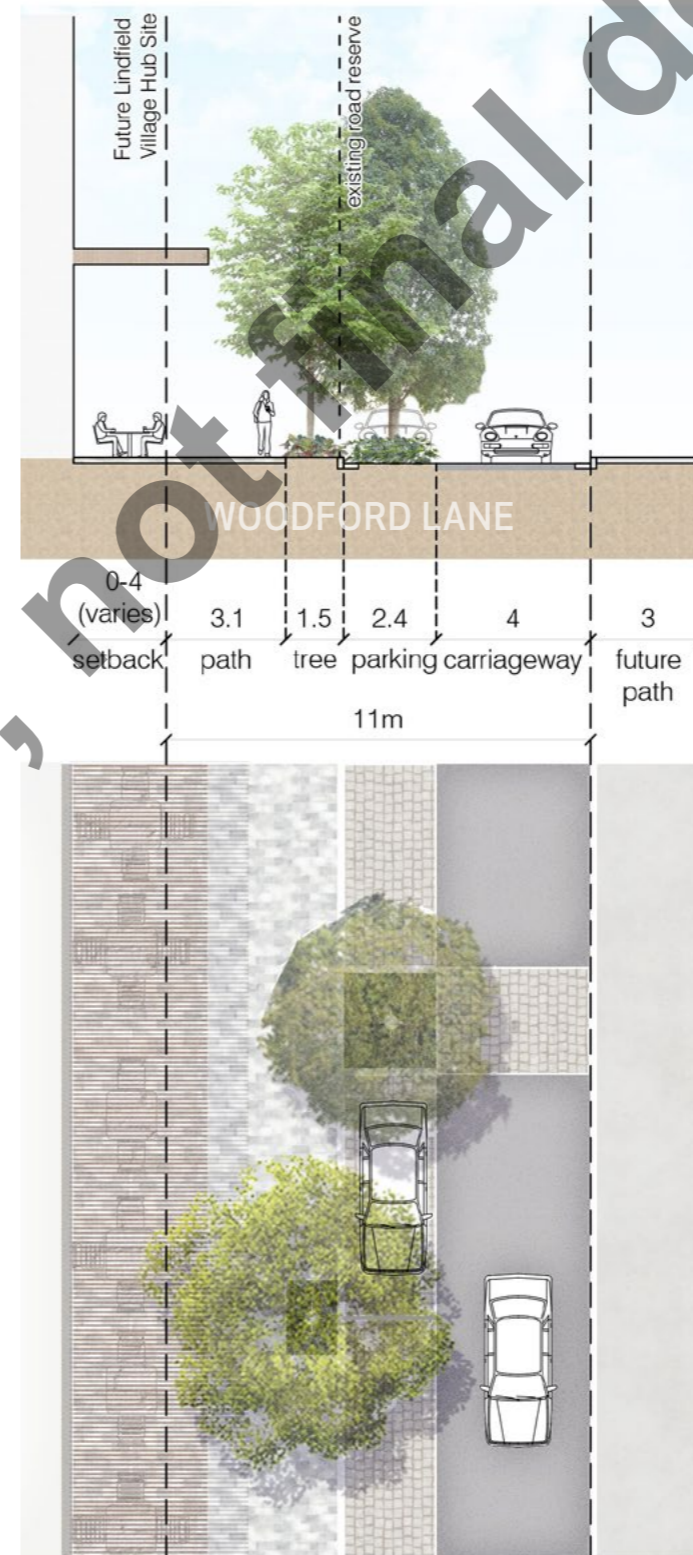 Future Lindfield
Village Hub Site
existing road reserve
, not final de
WOODFORD LANE
0-4
(varies)
3.1
1.5
2.4
4
3
setback
path
tree
parking
carriageway
future
path
11m